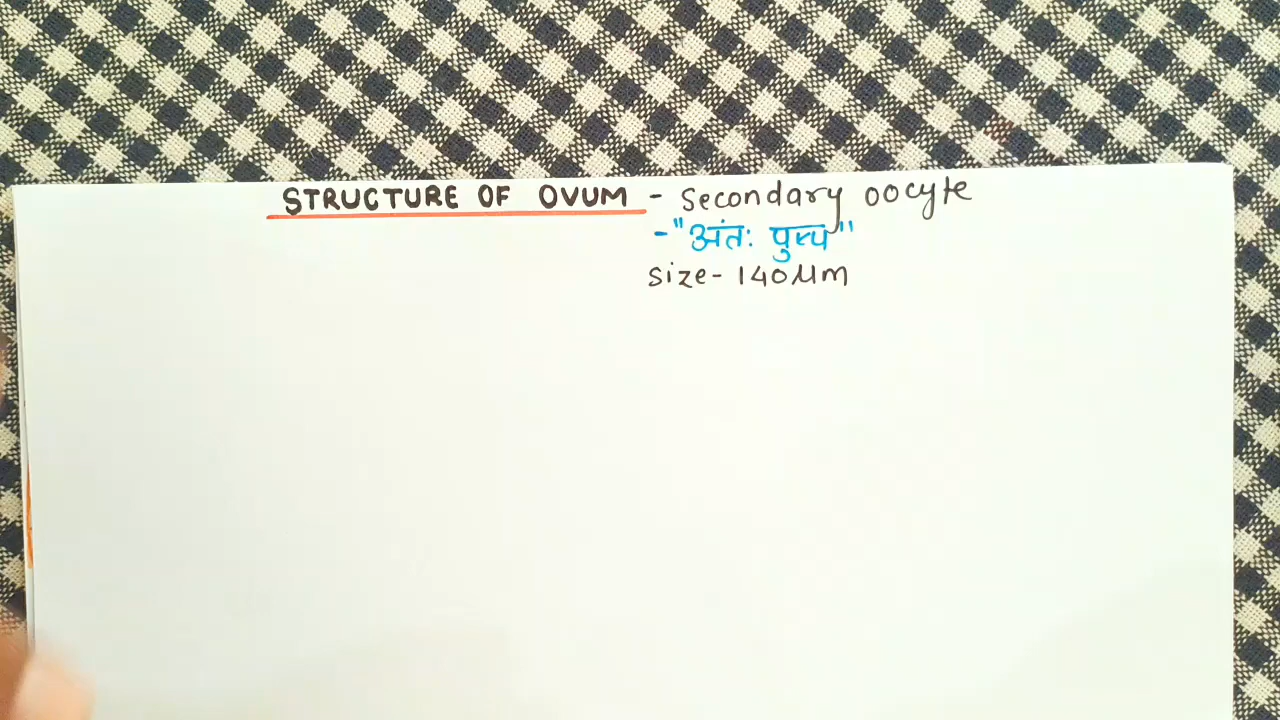 STRUCTURE OF OVUM - Secondary oocyte
- "अंतः पुष्प"
size - 140μm